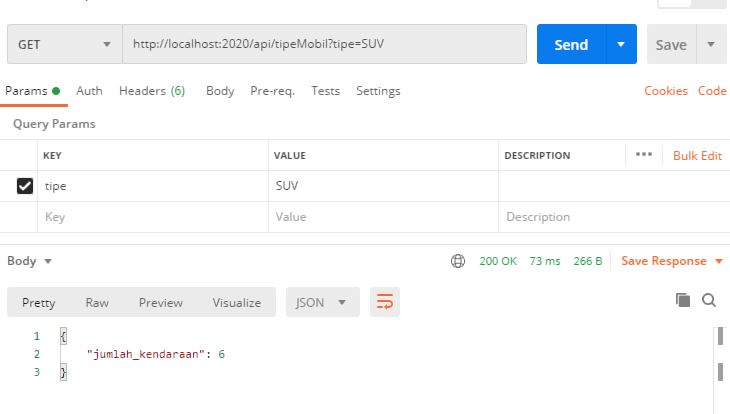 GET http://localhost:2020/api/tipeMobil?tipe=SUV Send Save
Params Auth Headers (6) Body Pre-req. Tests Settings Cookies Code
Query Params
KEY VALUE DESCRIPTION ••• Bulk Edit
tipe SUV
Key Value Description
Body 200 OK 73 ms 266 B Save Response
Pretty Raw Preview Visualize JSON
1 {
2 "jumlah_kendaraan": 6
3 }